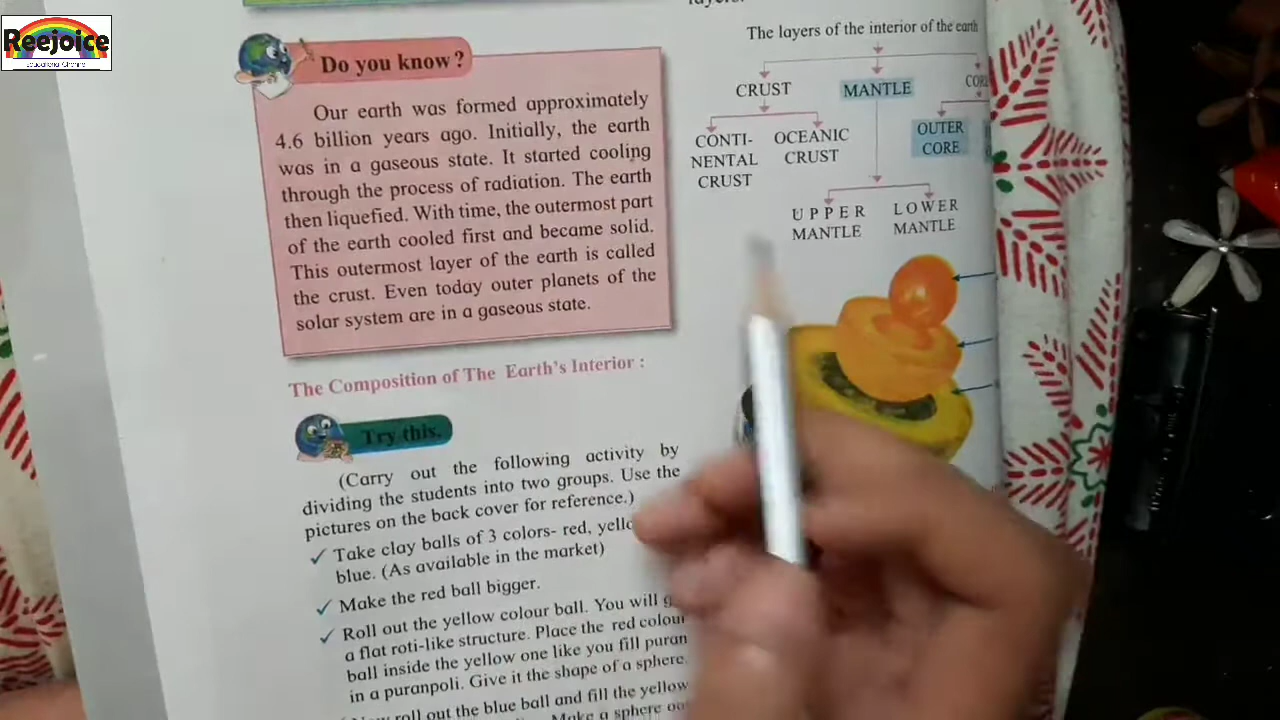 Reejoice
Educational Channel
layers.
Do you know?
Our earth was formed approximately
4.6 billion years ago. Initially, the earth
was in a gaseous state. It started cooling
through the process of radiation. The earth
then liquefied. With time, the outermost part
of the earth cooled first and became solid.
This outermost layer of the earth is called
the crust. Even today outer planets of the
solar system are in a gaseous state.
The Composition of The Earth's Interior :
Try this.
(Carry out the following activity by
dividing the students into two groups. Use the
pictures on the back cover for reference.)
✓ Take clay balls of 3 colors- red,
blue. (As available in the market)
✓ Make the red ball bigger.
✓ Roll out the yellow colour ball. You will
a flat roti-like structure. Place the red colour
ball inside the yellow one like you fill puran
in a puranpoli. Give it the shape of a sphere.
roll out the blue ball and fill the yellow
Make a sphere
The layers of the interior of the earth
CRUST
MANTLE
CONTI-
NENTAL
CRUST
OCEANIC
CRUST
OUTER
CORE
UPPER
MANTLE
LOWER
MANTLE